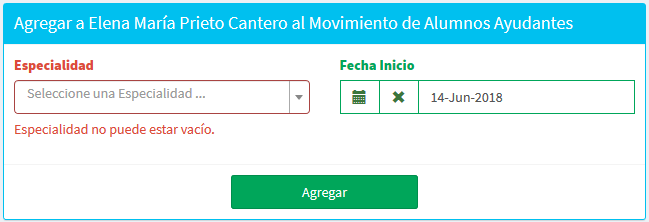 Agregar a Elena María Prieto Cantero al Movimiento de Alumnos Ayudantes
Especialidad
Fecha Inicio
Seleccione una Especialidad ...
14-Jun-2018
Especialidad no puede estar vacío.
Agregar